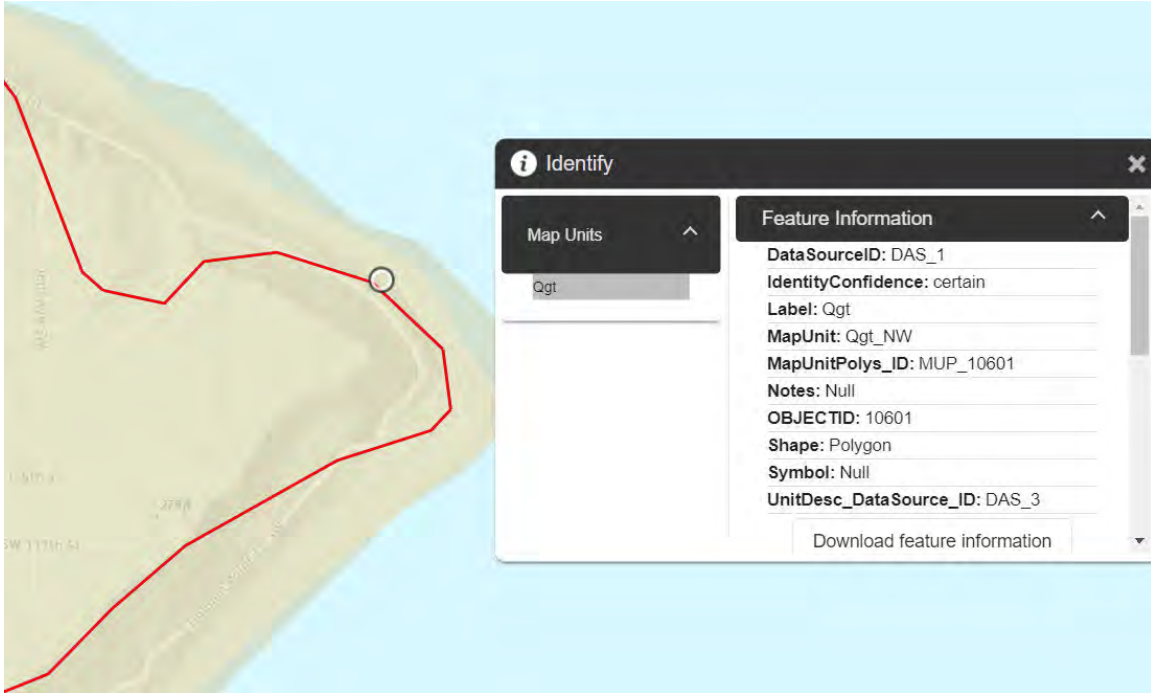 Identify
Map Units
Qgt
Feature Information
DataSourceID: DAS_1
IdentityConfidence: certain
Label: Qgt
MapUnit: Qgt_NW
MapUnitPolys_ID: MUP_10601
Notes: Null
OBJECTID: 10601
Shape: Polygon
Symbol: Null
UnitDesc_DataSource_ID: DAS_3
Download feature information